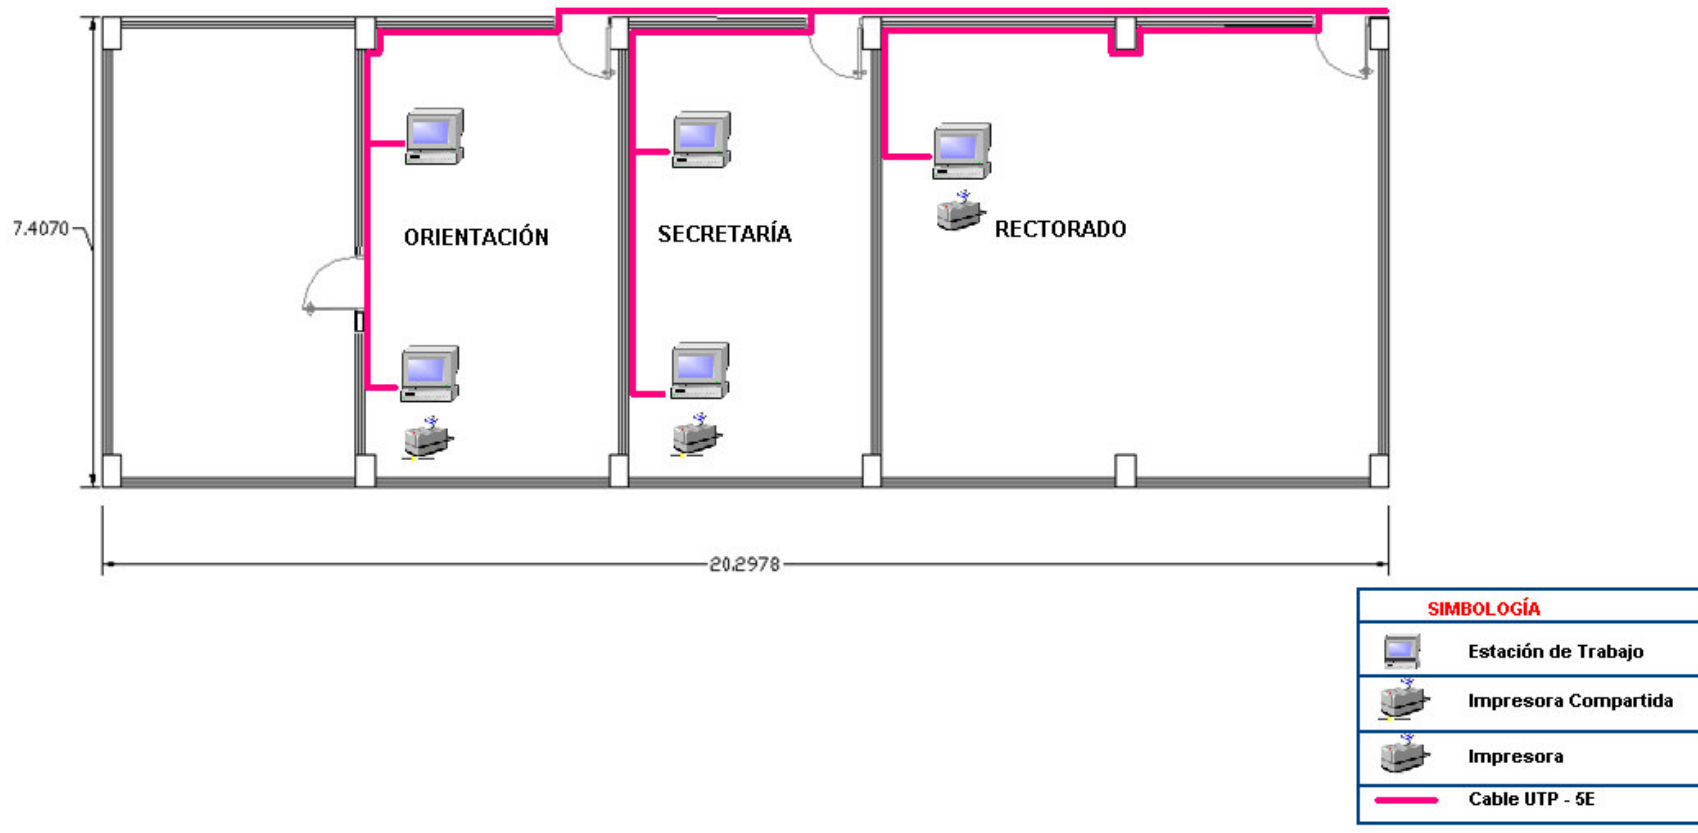 7.4070
ORIENTACIÓN
SECRETARÍA
RECTORADO
20.2978
SIMBOLOGÍA
Estación de Trabajo
Impresora Compartida
Impresora
Cable UTP - 5E